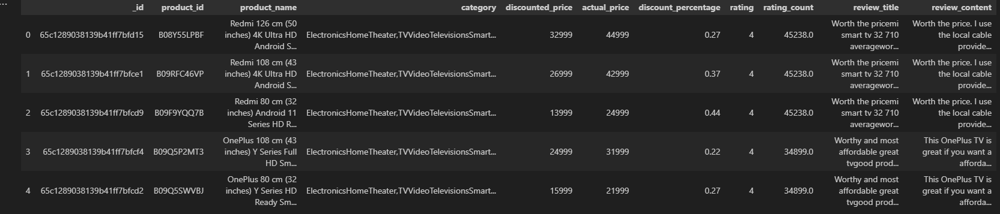 ...
_id product_id product_name category discounted_price actual_price discount_percentage rating rating_count review_title review_content
0 65c1289038139b41ff7bfd15 B08Y55LPBF Redmi 126 cm (50 inches) 4K Ultra HD Android S... ElectronicsHomeTheater,TVVideoTelevisionsSmart... 32999 44999 0.27 4 45238.0 Worth the pricemi smart tv 32 710 averagewor... Worth the price. I use the local cable provide...
1 65c1289038139b41ff7bfce1 B09RFC46VP Redmi 108 cm (43 inches) 4K Ultra HD Android S... ElectronicsHomeTheater,TVVideoTelevisionsSmart... 26999 42999 0.37 4 45238.0 Worth the pricemi smart tv 32 710 averagewor... Worth the price. I use the local cable provide...
2 65c1289038139b41ff7bfcd9 B09F9YQQ7B Redmi 80 cm (32 inches) Android 11 Series HD R... ElectronicsHomeTheater,TVVideoTelevisionsSmart... 13999 24999 0.44 4 45238.0 Worth the pricemi smart tv 32 710 averagewor... Worth the price. I use the local cable provide...
3 65c1289038139b41ff7bfcf4 B09Q5P2MT3 OnePlus 108 cm (43 inches) Y Series Full HD Sm... ElectronicsHomeTheater,TVVideoTelevisionsSmart... 24999 31999 0.22 4 34899.0 Worthy and most affordable great tvgood prod... This OnePlus TV is great if you want a afforda...
4 65c1289038139b41ff7bfcd2 B09Q5SWVBJ OnePlus 80 cm (32 inches) Y Series HD Ready Sm... ElectronicsHomeTheater,TVVideoTelevisionsSmart... 15999 21999 0.27 4 34899.0 Worthy and most affordable great tvgood prod... This OnePlus TV is great if you want a afforda...